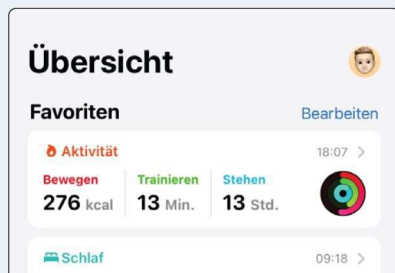 Übersicht
Favoriten Bearbeiten
Aktivität 18:07
Bewegen Trainieren Stehen
276 kcal 13 Min. 13 Std.
Schlaf 09:18